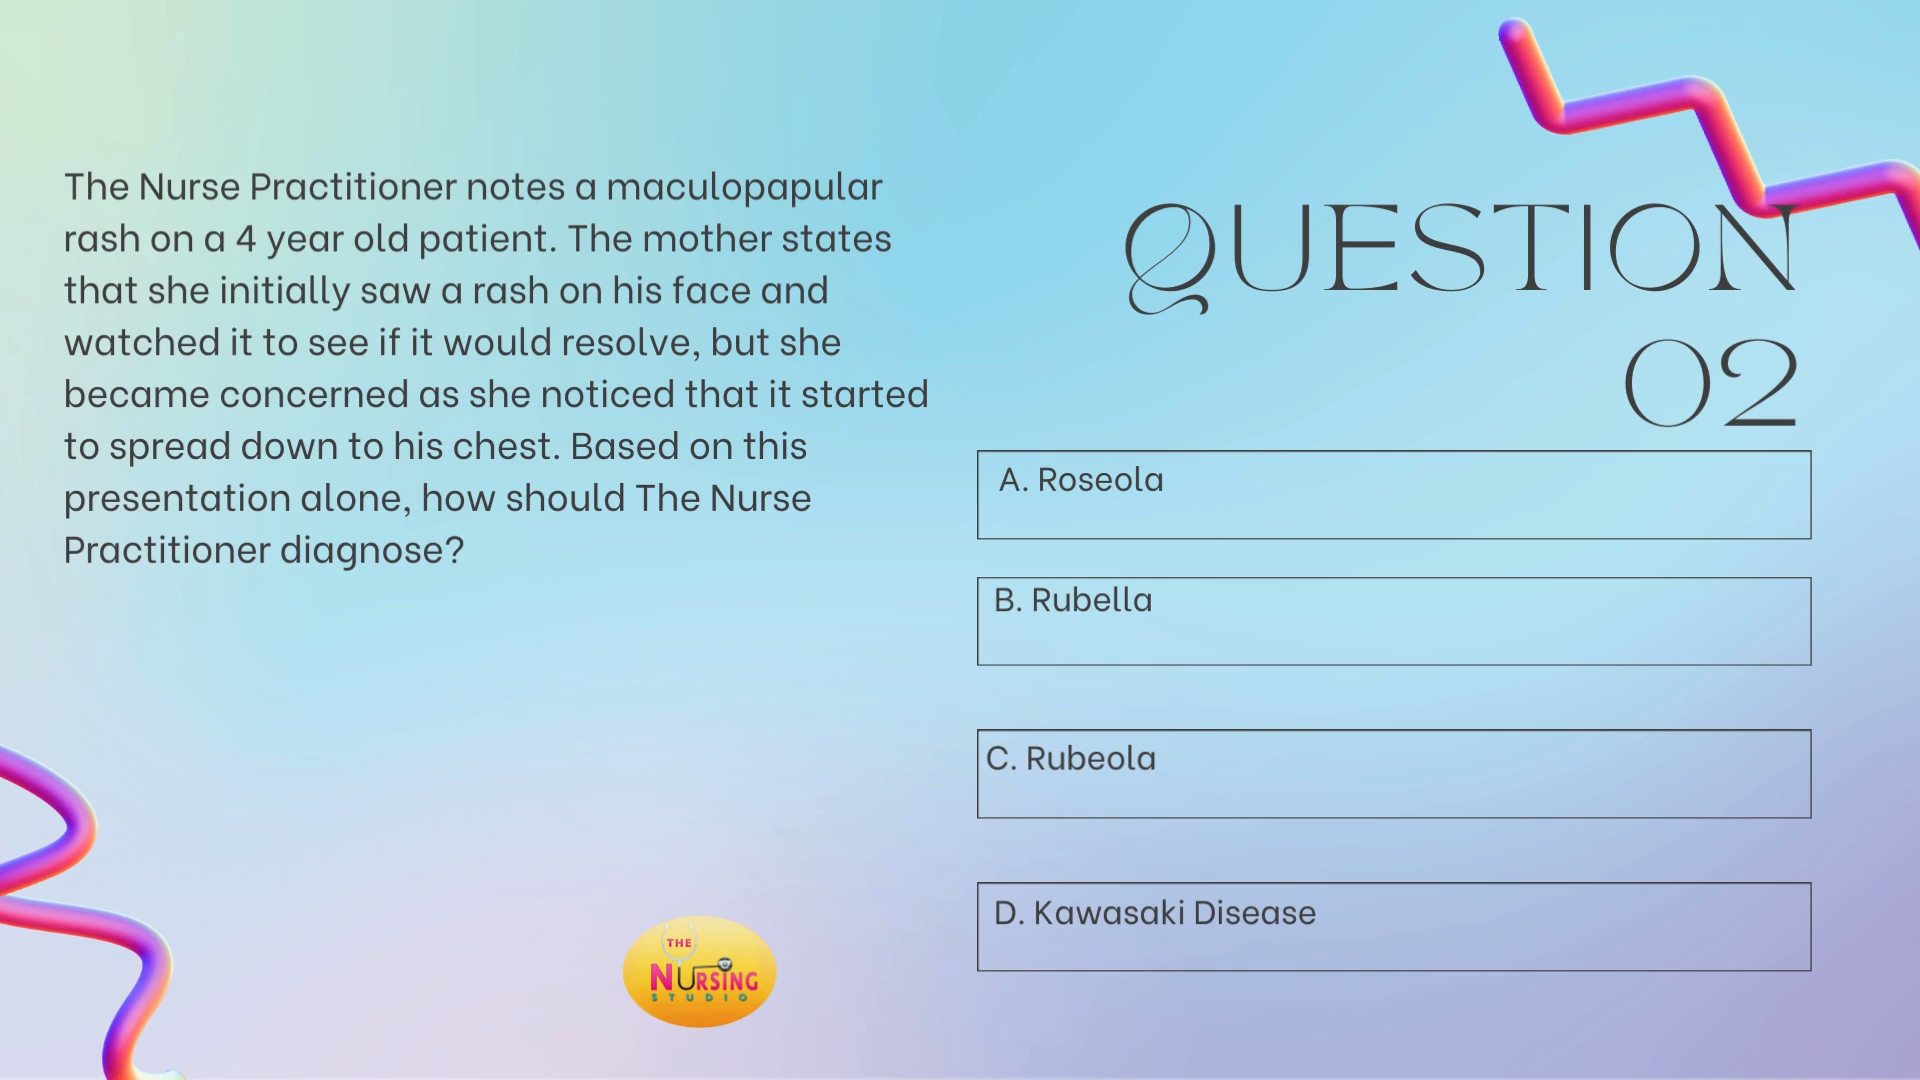 The Nurse Practitioner notes a maculopapular
rash on a 4 year old patient. The mother states
that she initially saw a rash on his face and
watched it to see if it would resolve, but she
became concerned as she noticed that it started
to spread down to his chest. Based on this
presentation alone, how should The Nurse
Practitioner diagnose?
QUESTION
02
A. Roseola
B. Rubella
C. Rubeola
D. Kawasaki Disease
THE
NURSING
STUDIO